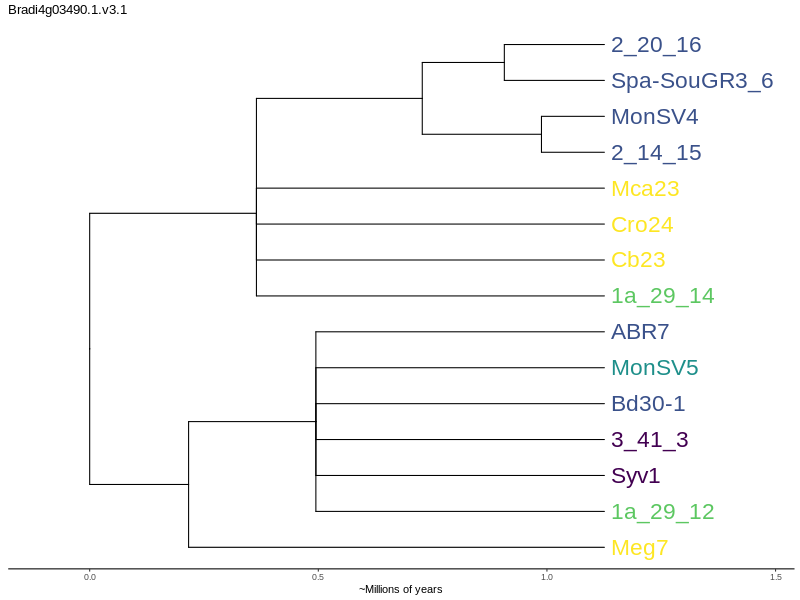 Bradi4g03490.1.v3.1
2_20_16
Spa-SouGR3_6
MonSV4
2_14_15
Mca23
Cro24
Cb23
1a_29_14
ABR7
MonSV5
Bd30-1
3_41_3
Syv1
1a_29_12
Meg7
0.0 0.5 1.0 1.5
~Millions of years